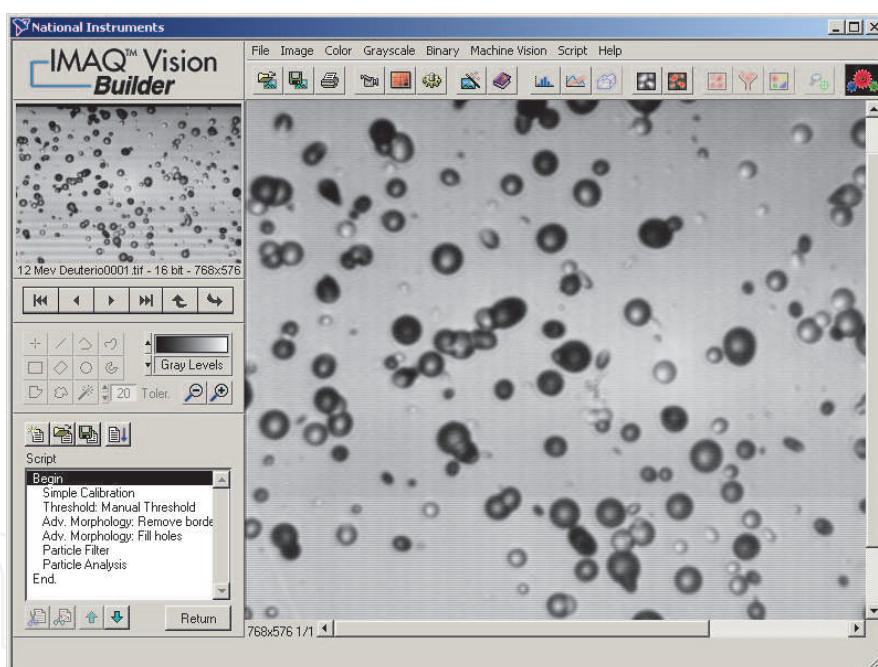 National Instruments
IMAQ™ Vision
Builder
File Image Color Grayscale Binary Machine Vision Script Help
12 Mev Deuterio0001.tif - 16 bit - 768x576
Gray Levels
20 Toler.
Script
Begin
Simple Calibration
Threshold: Manual Threshold
Adv. Morphology: Remove borde
Adv. Morphology: Fill holes
Particle Filter
Particle Analysis
End.
Return
768x576 1/1